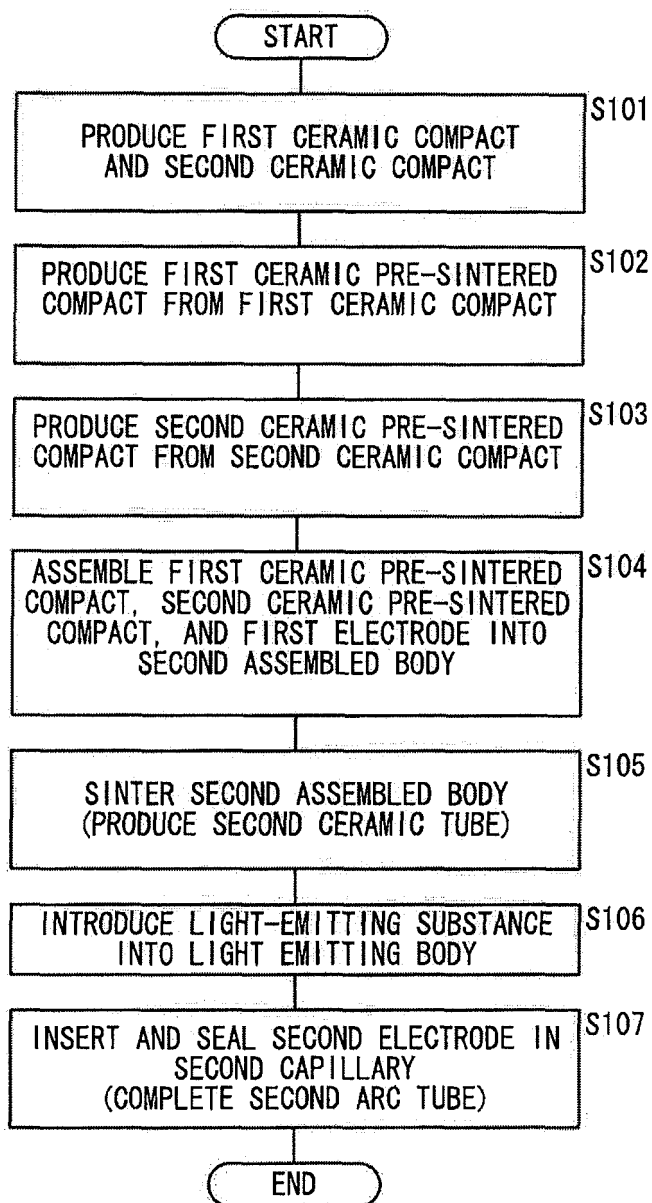 START
S101
PRODUCE FIRST CERAMIC COMPACT
AND SECOND CERAMIC COMPACT
S102
PRODUCE FIRST CERAMIC PRE-SINTERED
COMPACT FROM FIRST CERAMIC COMPACT
S103
PRODUCE SECOND CERAMIC PRE-SINTERED
COMPACT FROM SECOND CERAMIC COMPACT
S104
ASSEMBLE FIRST CERAMIC PRE-SINTERED
COMPACT, SECOND CERAMIC PRE-SINTERED
COMPACT, AND FIRST ELECTRODE INTO
SECOND ASSEMBLED BODY
S105
SINTER SECOND ASSEMBLED BODY
(PRODUCE SECOND CERAMIC TUBE)
S106
INTRODUCE LIGHT-EMITTING SUBSTANCE
INTO LIGHT EMITTING BODY
S107
INSERT AND SEAL SECOND ELECTRODE IN
SECOND CAPILLARY
(COMPLETE SECOND ARC TUBE)
END